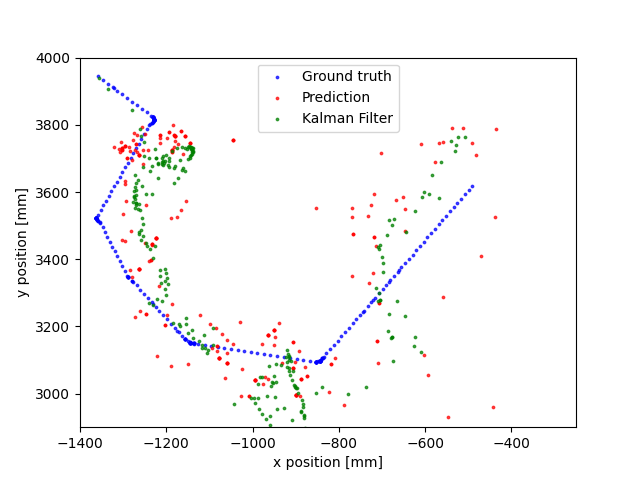 4000
3800
3600
3400
3200
3000
y position [mm]
Ground truth
Prediction
Kalman Filter
−1400 −1200 −1000 −800 −600 −400
x position [mm]